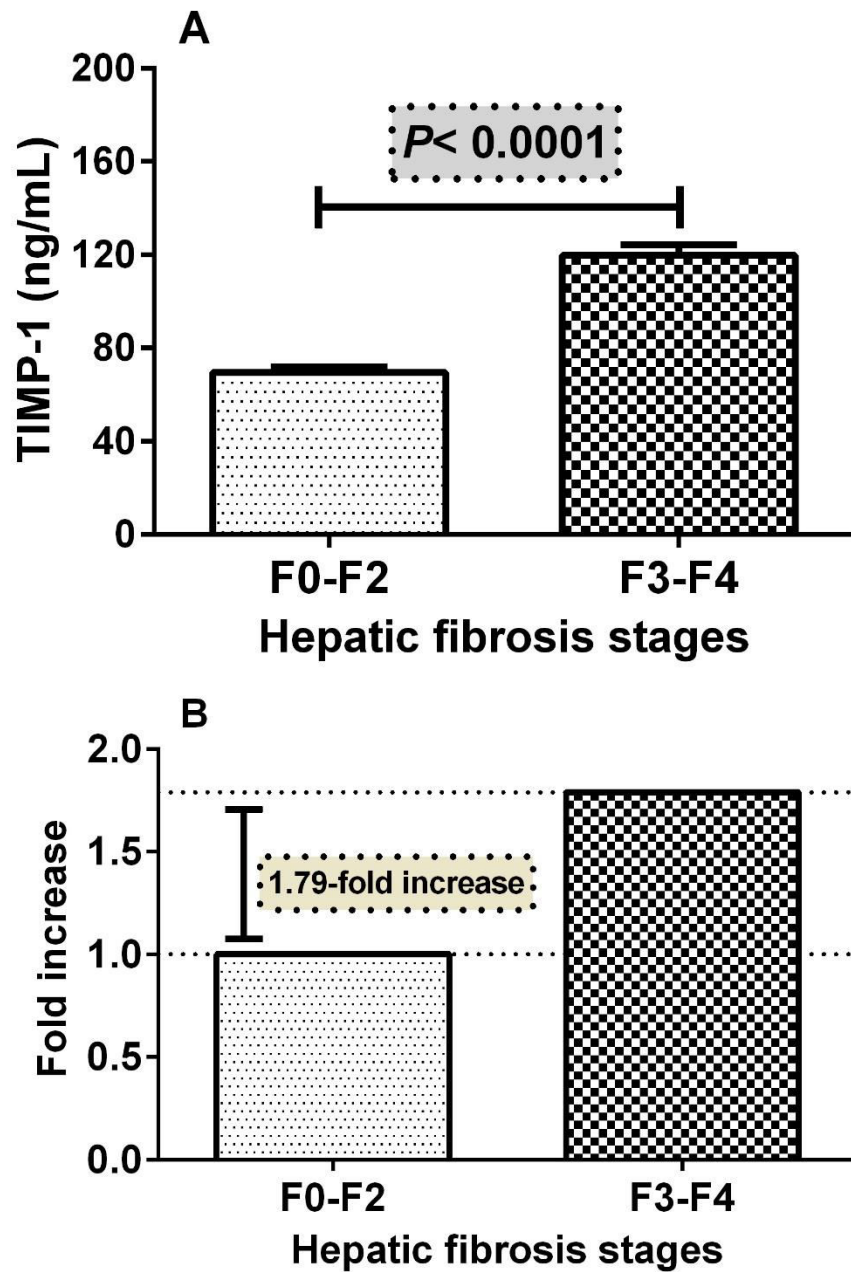 A
200
160
120
80
40
0
TIMP-1 (ng/mL)
P< 0.0001
F0-F2
F3-F4
Hepatic fibrosis stages
B
2.0
1.5
1.0
0.5
0.0
Fold increase
1.79-fold increase
F0-F2
F3-F4
Hepatic fibrosis stages